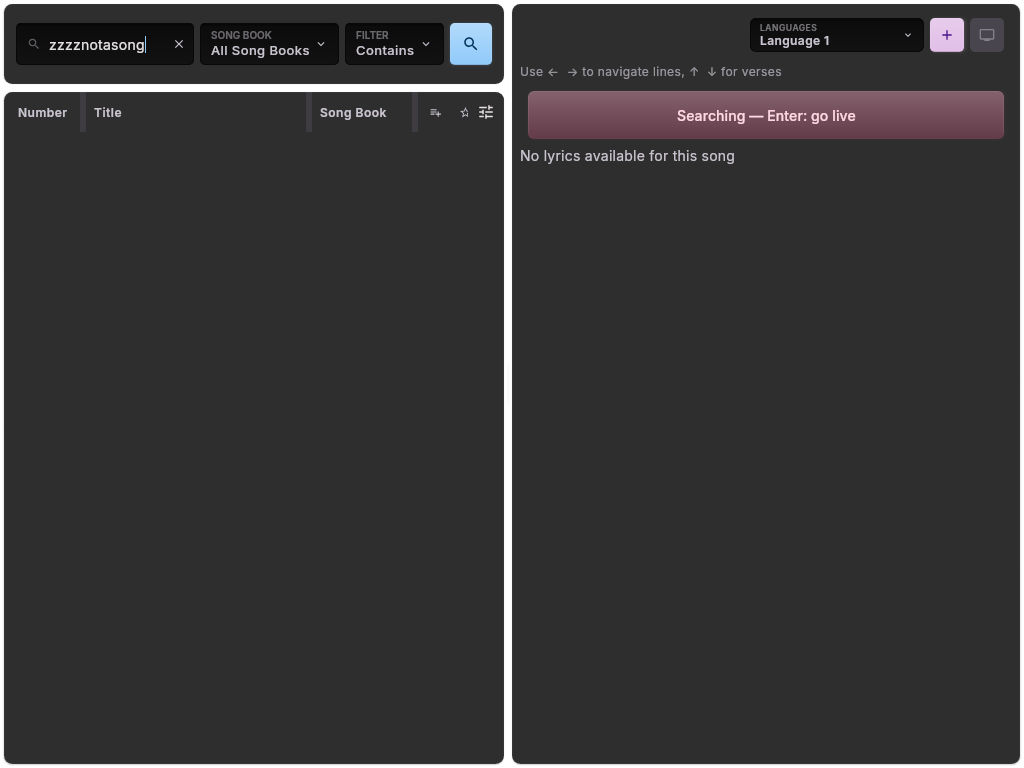 zzzznotasong
SONG BOOK
All Song Books
FILTER
Contains
Number
Title
Song Book
LANGUAGES
Language 1
Use ← → to navigate lines, ↑ ↓ for verses
Searching — Enter: go live
No lyrics available for this song